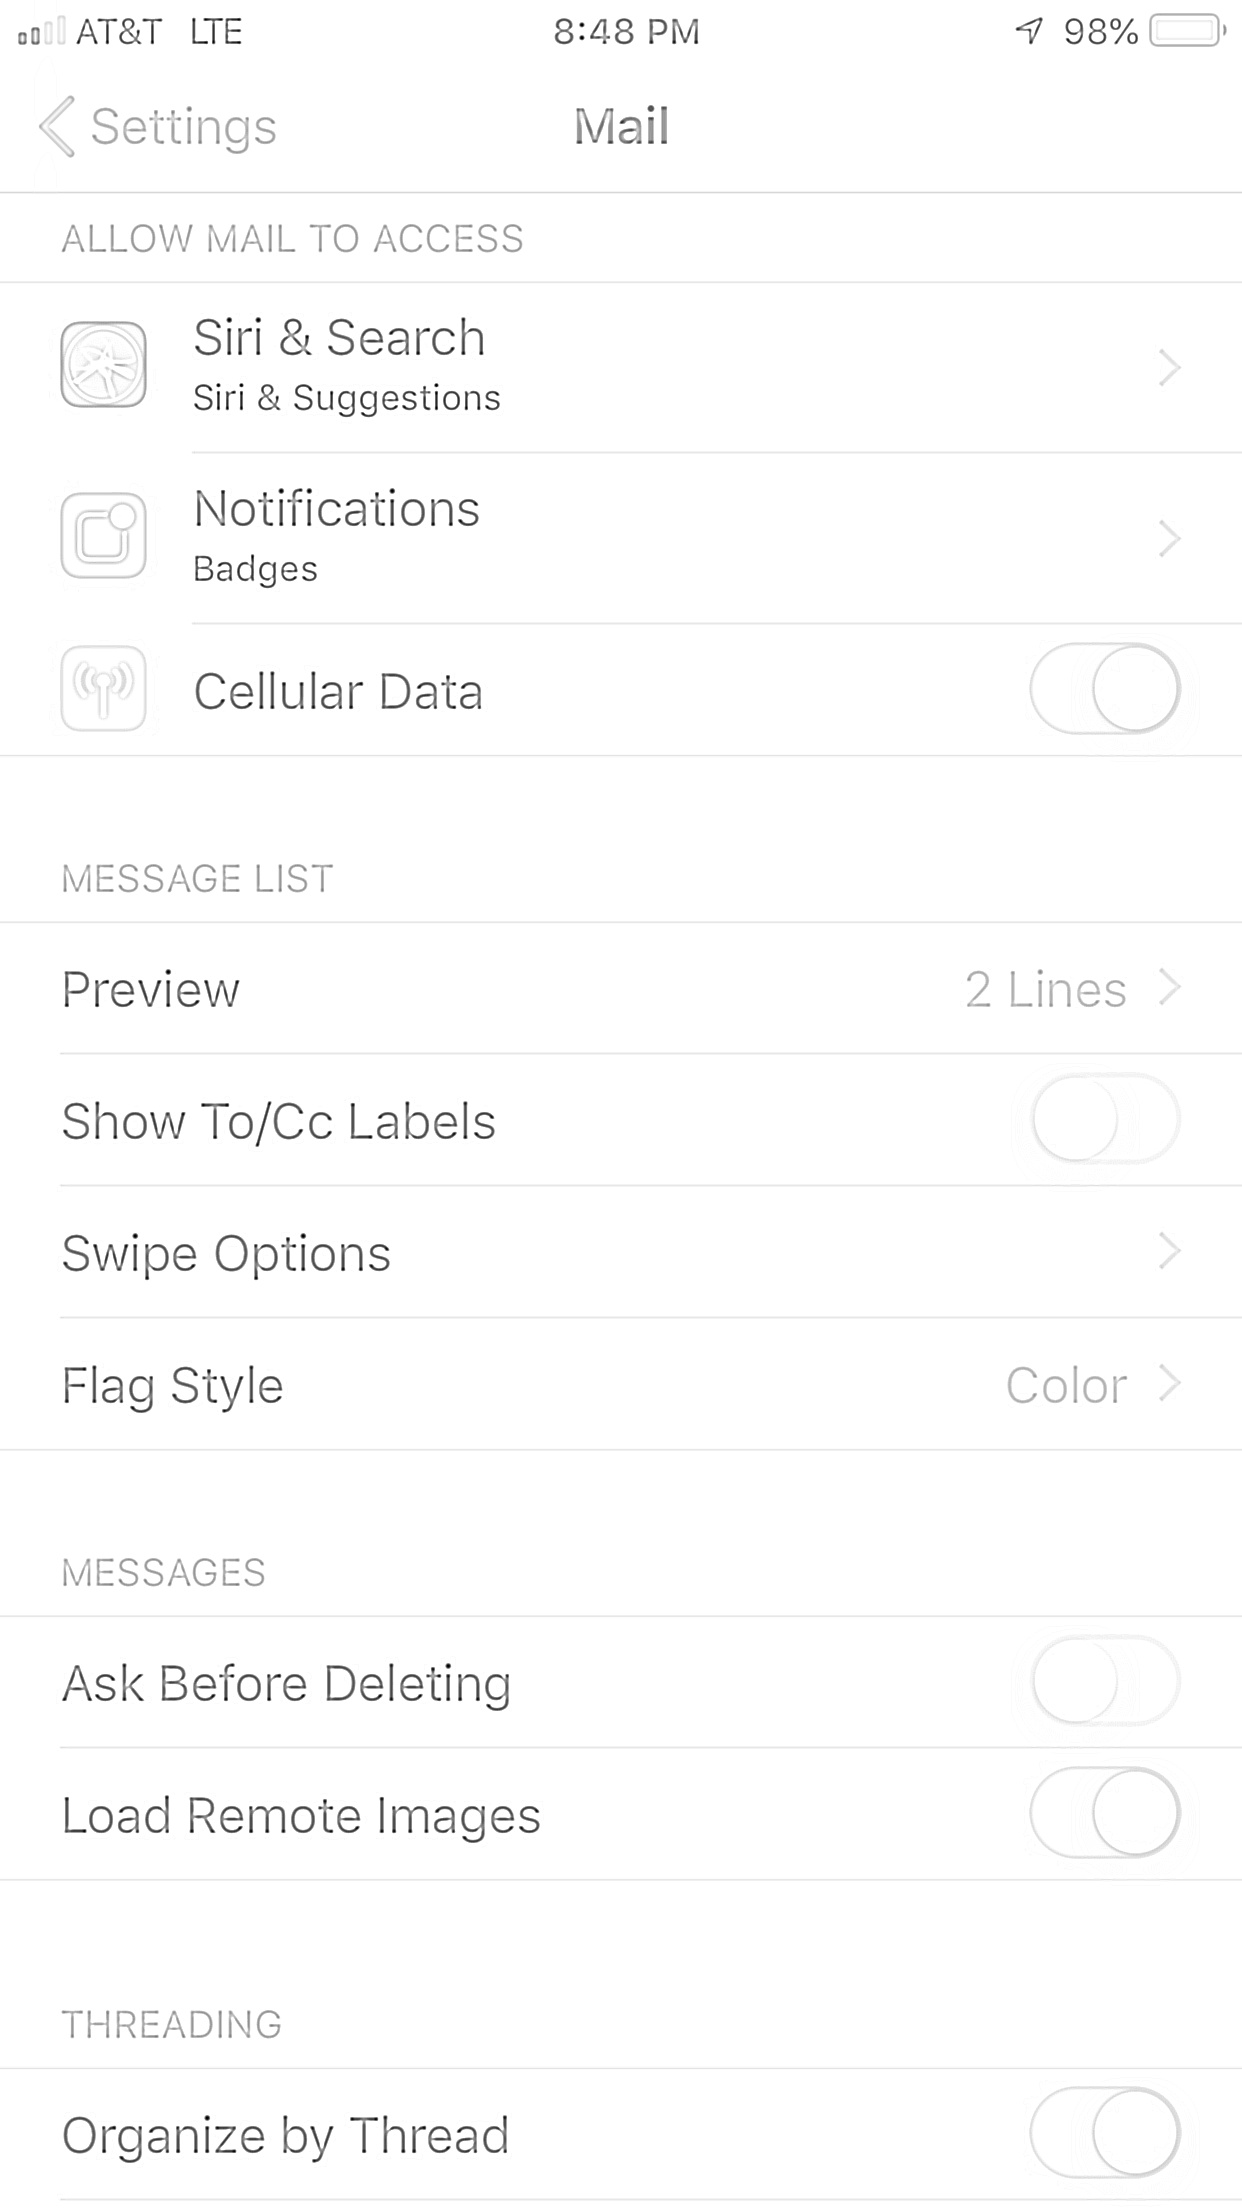 AT&T LTE 8:48 PM 98%
Settings Mail
ALLOW MAIL TO ACCESS
Siri & Search
Siri & Suggestions
Notifications
Badges
Cellular Data
MESSAGE LIST
Preview 2 Lines
Show To/Cc Labels
Swipe Options
Flag Style Color
MESSAGES
Ask Before Deleting
Load Remote Images
THREADING
Organize by Thread